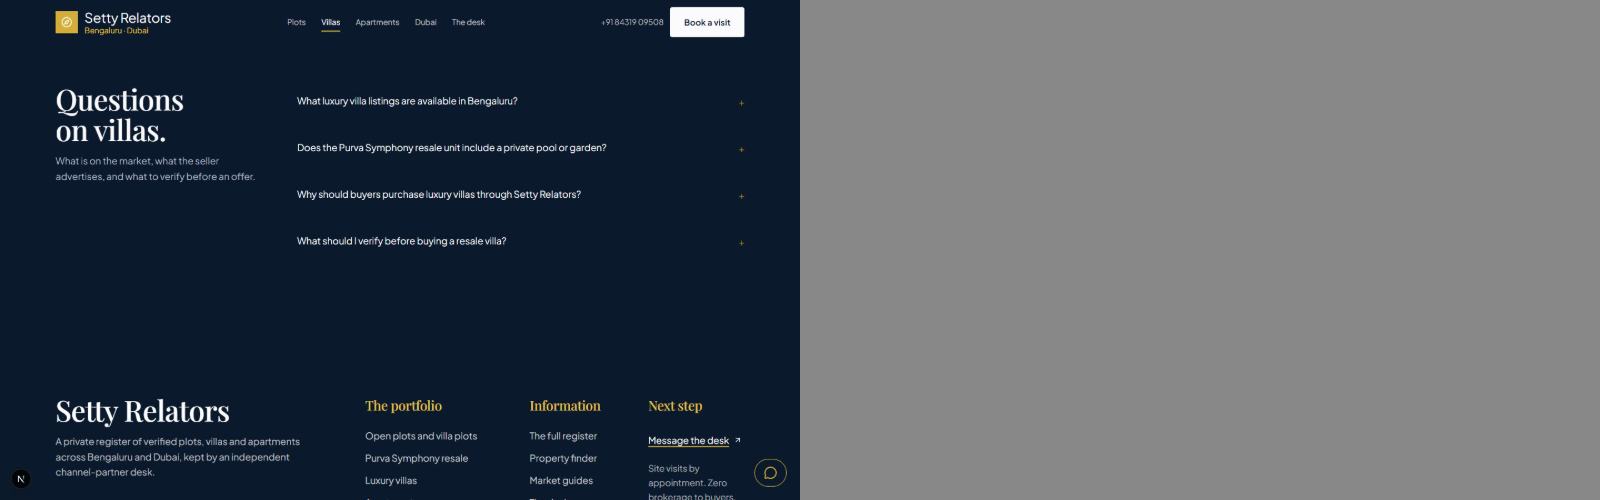 Setty Relators
Bengaluru · Dubai
Plots
Villas
Apartments
Dubai
The desk
+91 84319 09508
Book a visit
Questions
on villas.
What is on the market, what the seller
advertises, and what to verify before an offer.
What luxury villa listings are available in Bengaluru?
+
Does the Purva Symphony resale unit include a private pool or garden?
+
Why should buyers purchase luxury villas through Setty Relators?
+
What should I verify before buying a resale villa?
+
Setty Relators
A private register of verified plots, villas and apartments
across Bengaluru and Dubai, kept by an independent
channel-partner desk.
The portfolio
Open plots and villa plots
Purva Symphony resale
Luxury villas
Information
The full register
Property finder
Market guides
Next step
Message the desk
Site visits by
appointment. Zero
brokerage to buyers.
N